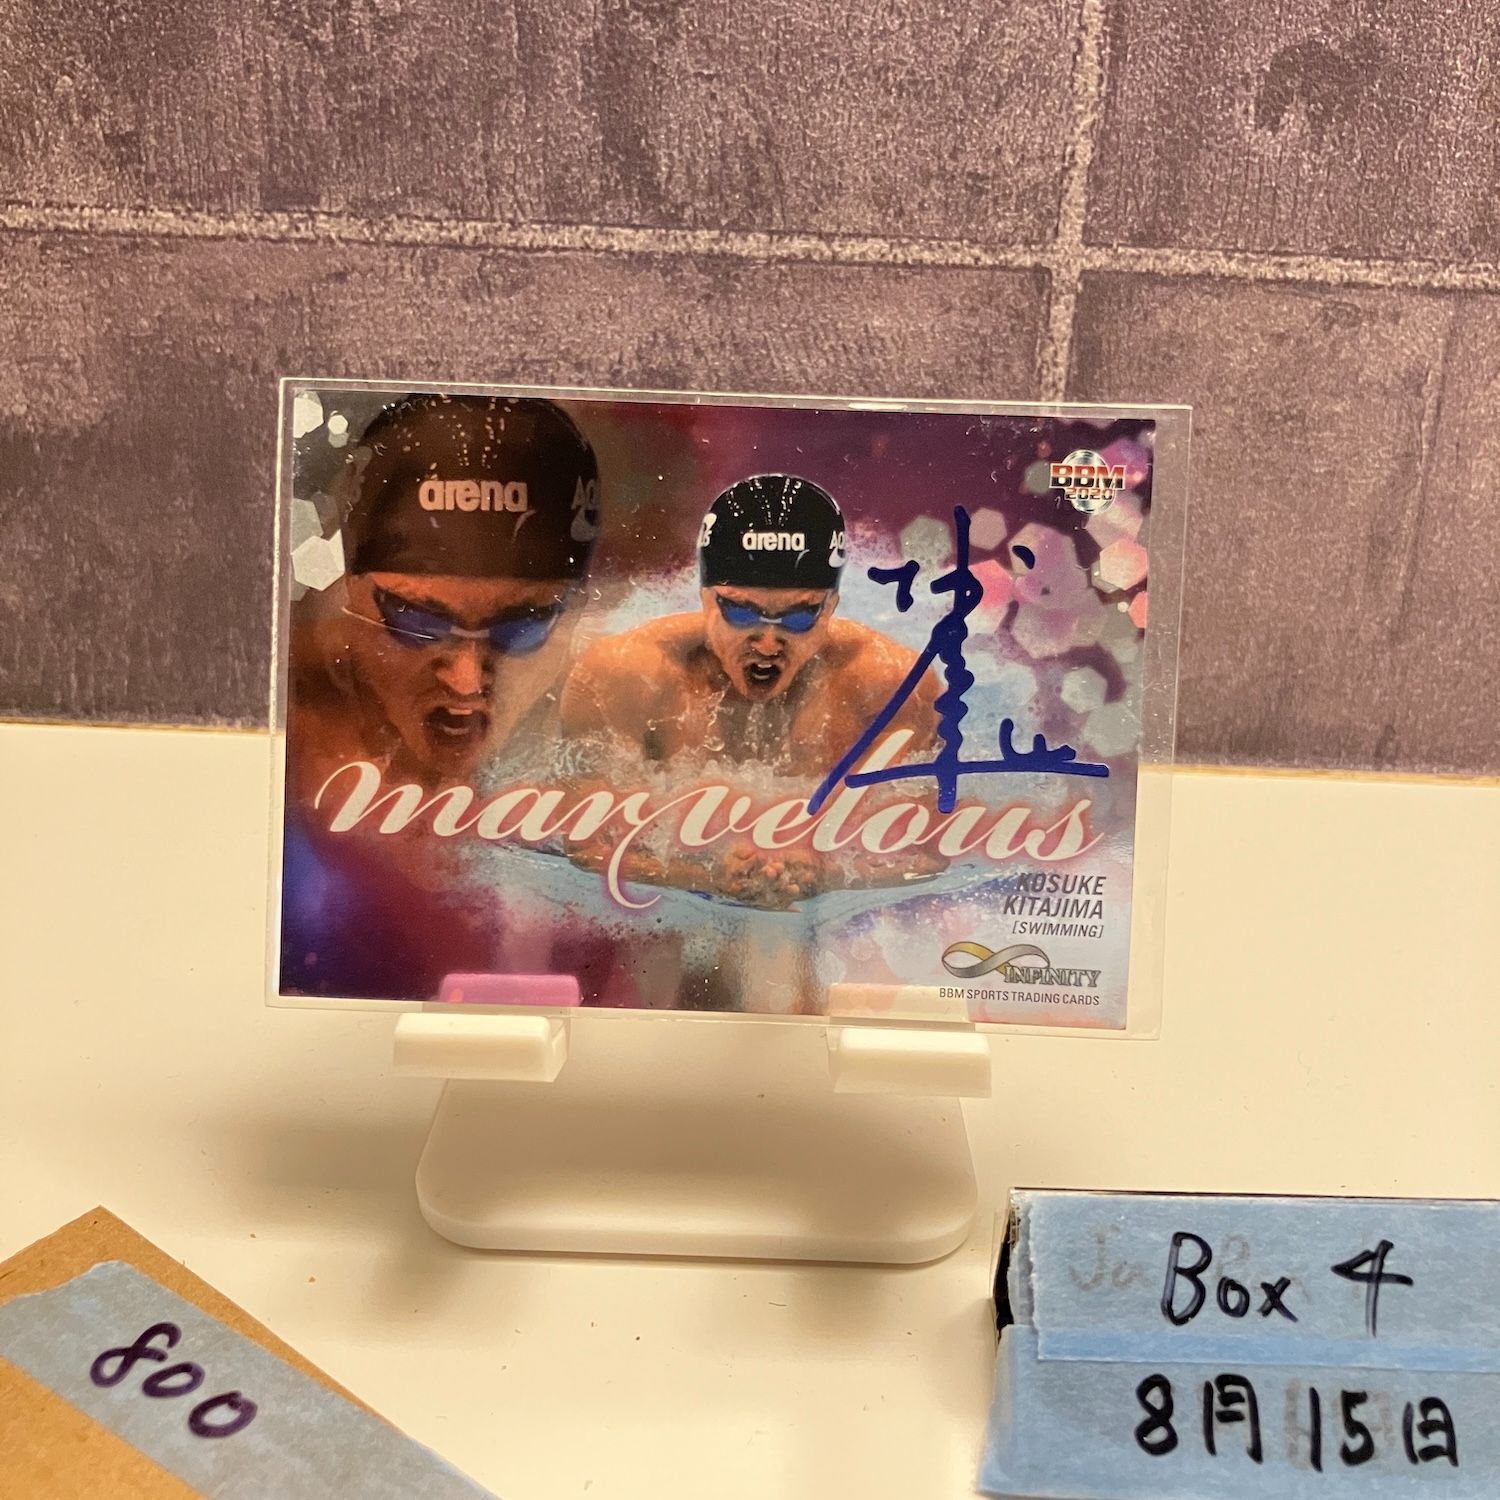 arena
arena
BBM
2020
marvelous
KOSUKE
KITAJIMA
[SWIMMING]
INFINITY
BBM SPORTS TRADING CARDS
800
Box 4
8月15日